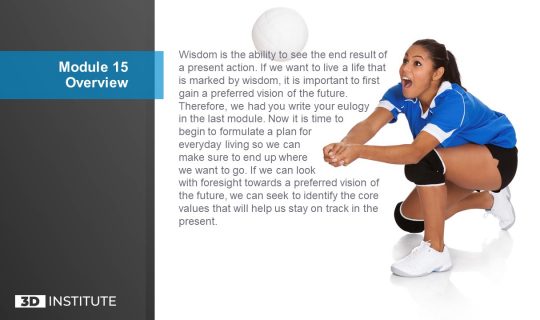 Module 15
Overview
Wisdom is the ability to see the end result of
a present action. If we want to live a life that
is marked by wisdom, it is important to first
gain a preferred vision of the future.
Therefore, we had you write your eulogy
in the last module. Now it is time to
begin to formulate a plan for
everyday living so we can
make sure to end up where
we want to go. If we can look
with foresight towards a preferred vision of
the future, we can seek to identify the core
values that will help us stay on track in the
present.
3D INSTITUTE